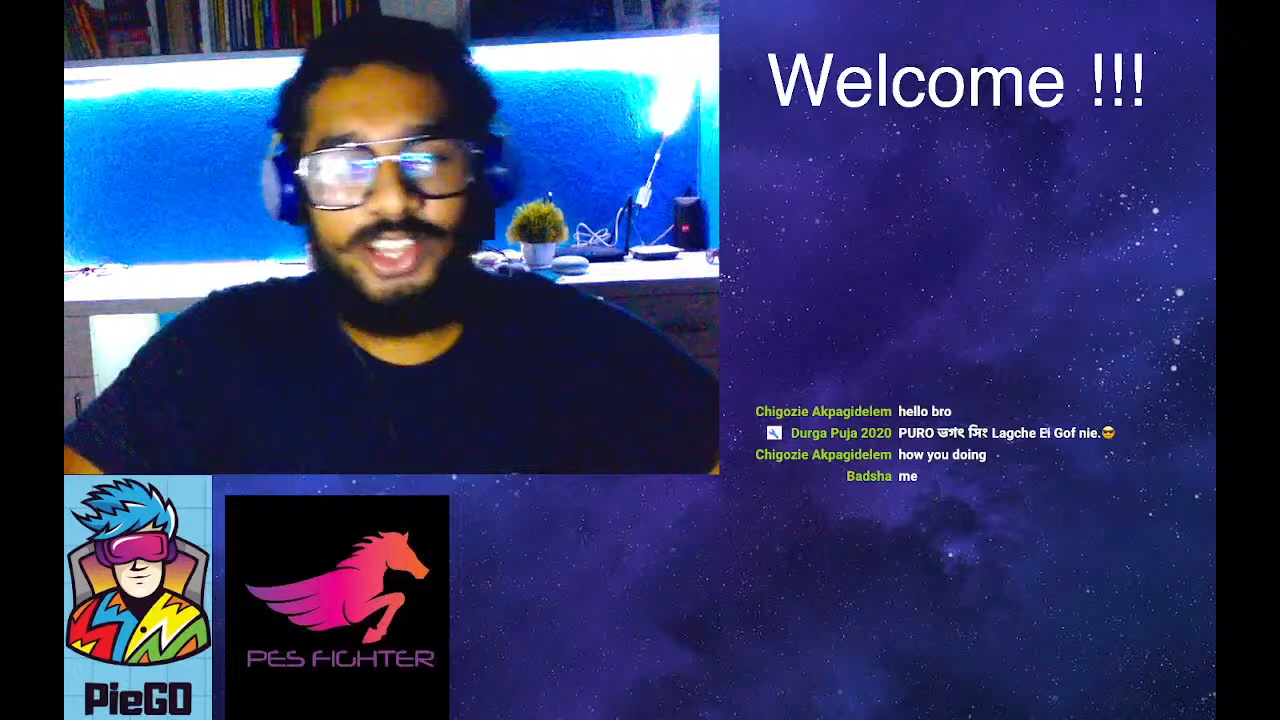 Welcome !!!
Chigozie Akpagidelem hello bro
Durga Puja 2020 PURO ভগৎ সিং Lagche Ei Gof nie.😎
Chigozie Akpagidelem how you doing
Badsha me
PieGO
PES FIGHTER